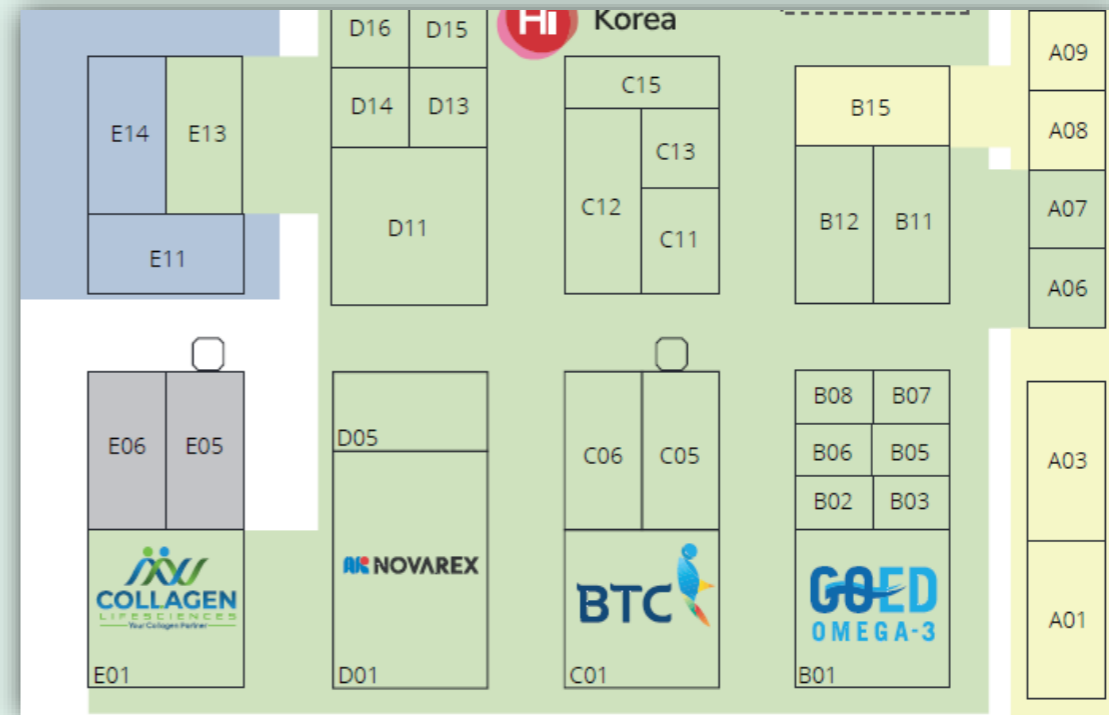 D16 D15
Hi Korea
A09
D14 D13
C15
B15
E14 E13
A08
C13
C12
C11
D11
B12 B11
A07
E11
A06
B08 B07
D05
E06 E05
C06 C05
B06 B05
A03
B02 B03
COLLAGEN
LIFESCIENCES
Your Collagen Partner
E01
NOVAREX
D01
BTC
C01
GOED
OMEGA-3
B01
A01